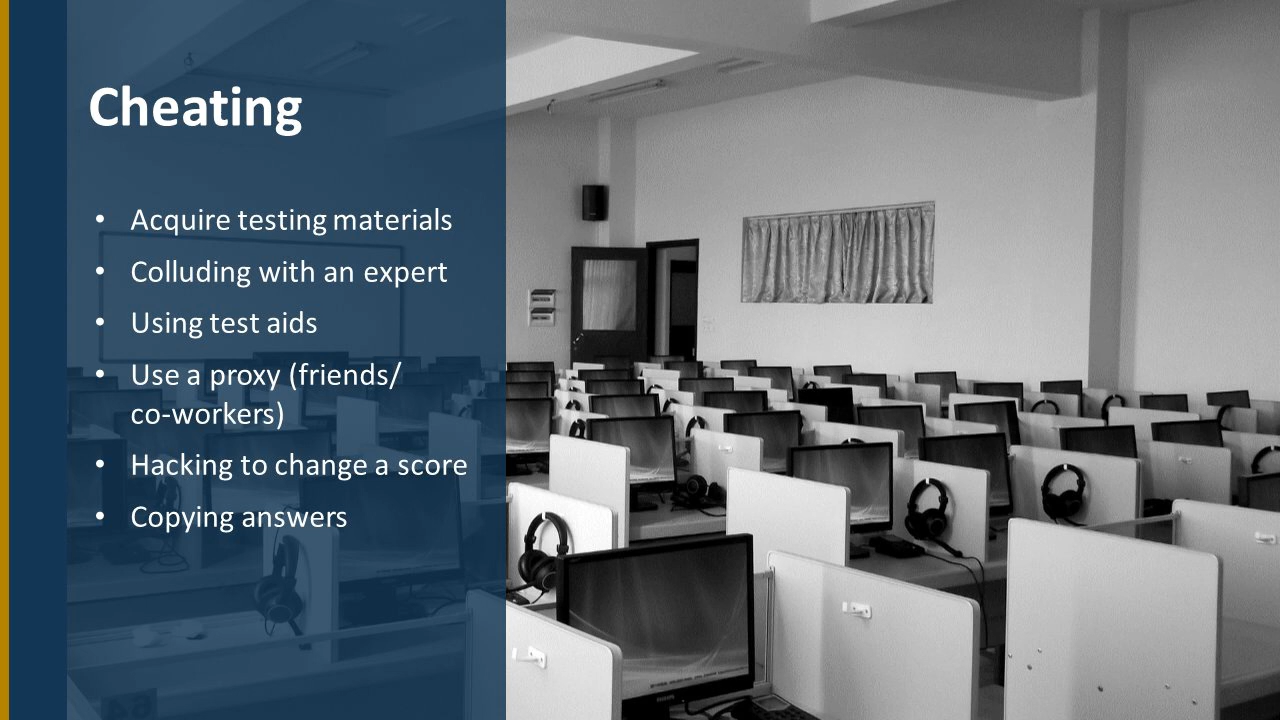 Cheating
• Acquire testing materials
• Colluding with an expert
• Using test aids
• Use a proxy (friends/
co-workers)
• Hacking to change a score
• Copying answers